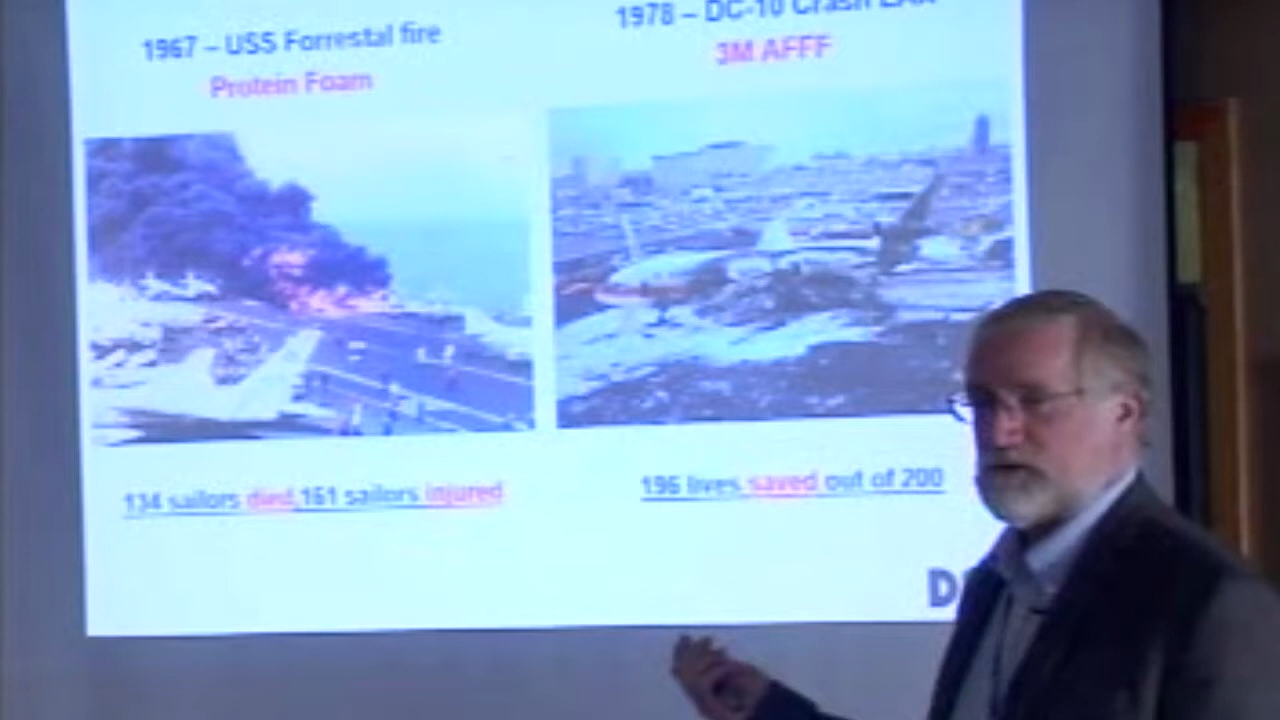 1967 – USS Forrestal fire
Protein Foam
1978 – DC-10 Crash LAX
3M AFFF
134 sailors died,161 sailors injured
196 lives saved out of 200
D